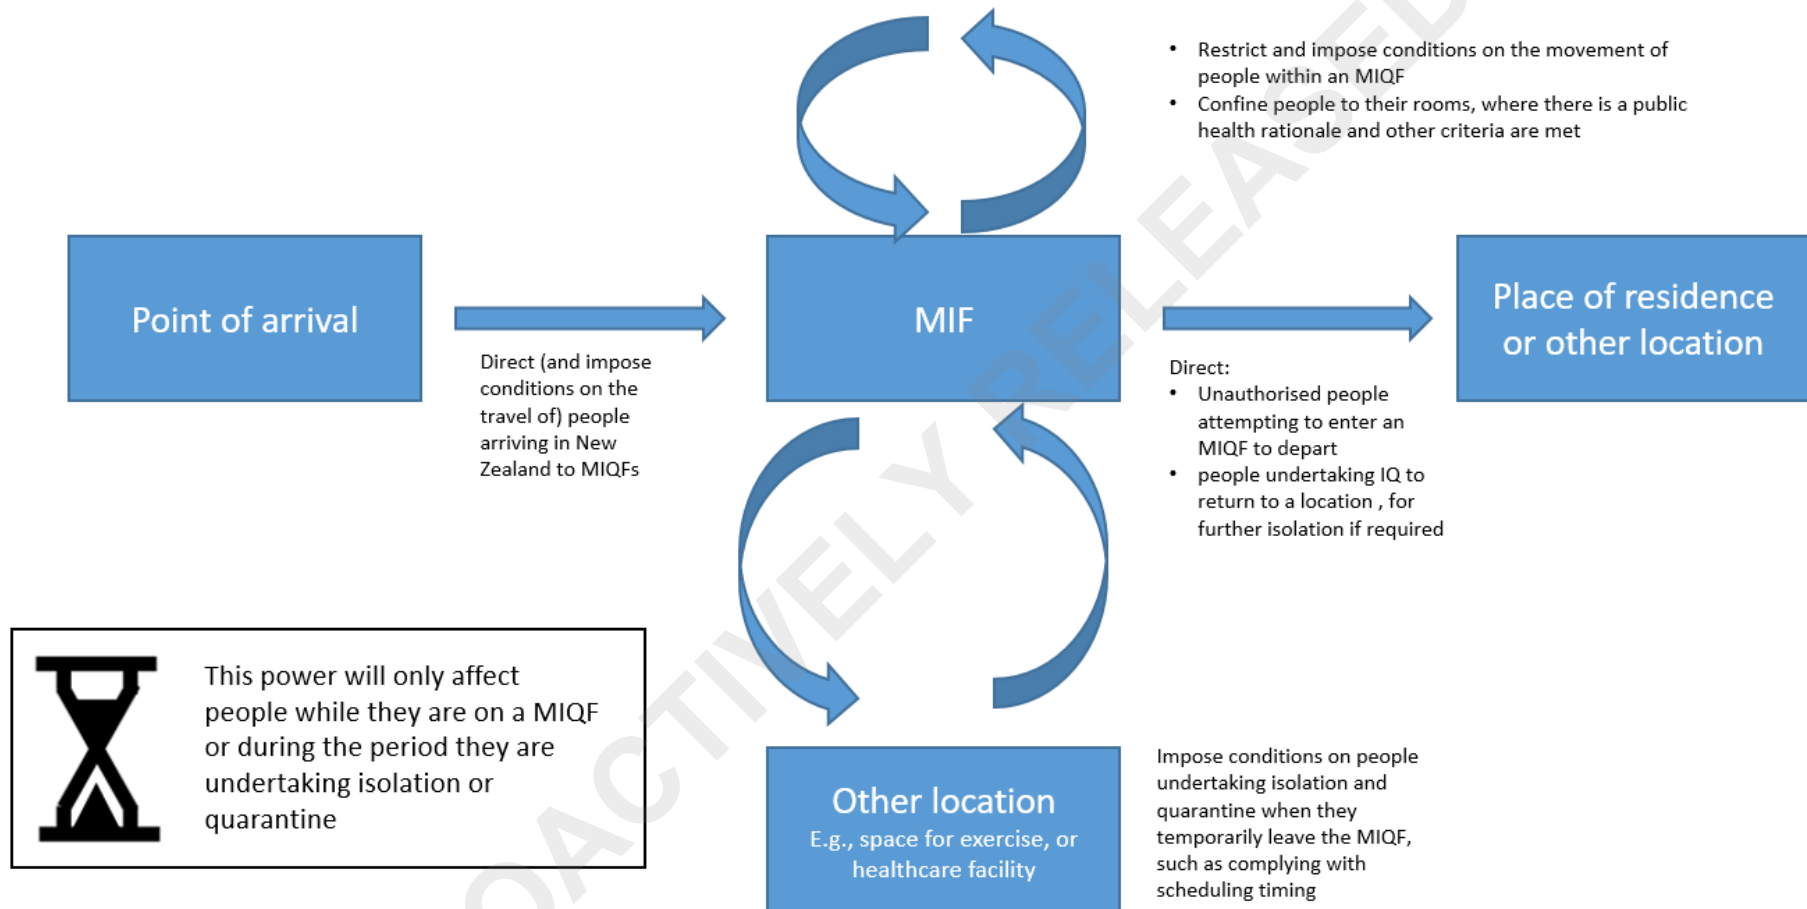 • Restrict and impose conditions on the movement of
people within an MIQF
• Confine people to their rooms, where there is a public
health rationale and other criteria are met
Point of arrival
Direct (and impose
conditions on the
travel of) people
arriving in New
Zealand to MIQFs
MIF
Direct:
• Unauthorised people
attempting to enter an
MIQF to depart
• people undertaking IQ to
return to a location , for
further isolation if required
Place of residence
or other location
This power will only affect
people while they are on a MIQF
or during the period they are
undertaking isolation or
quarantine
Other location
E.g., space for exercise, or
healthcare facility
Impose conditions on people
undertaking isolation and
quarantine when they
temporarily leave the MIQF,
such as complying with
scheduling timing
OACTIVELY RELEASED